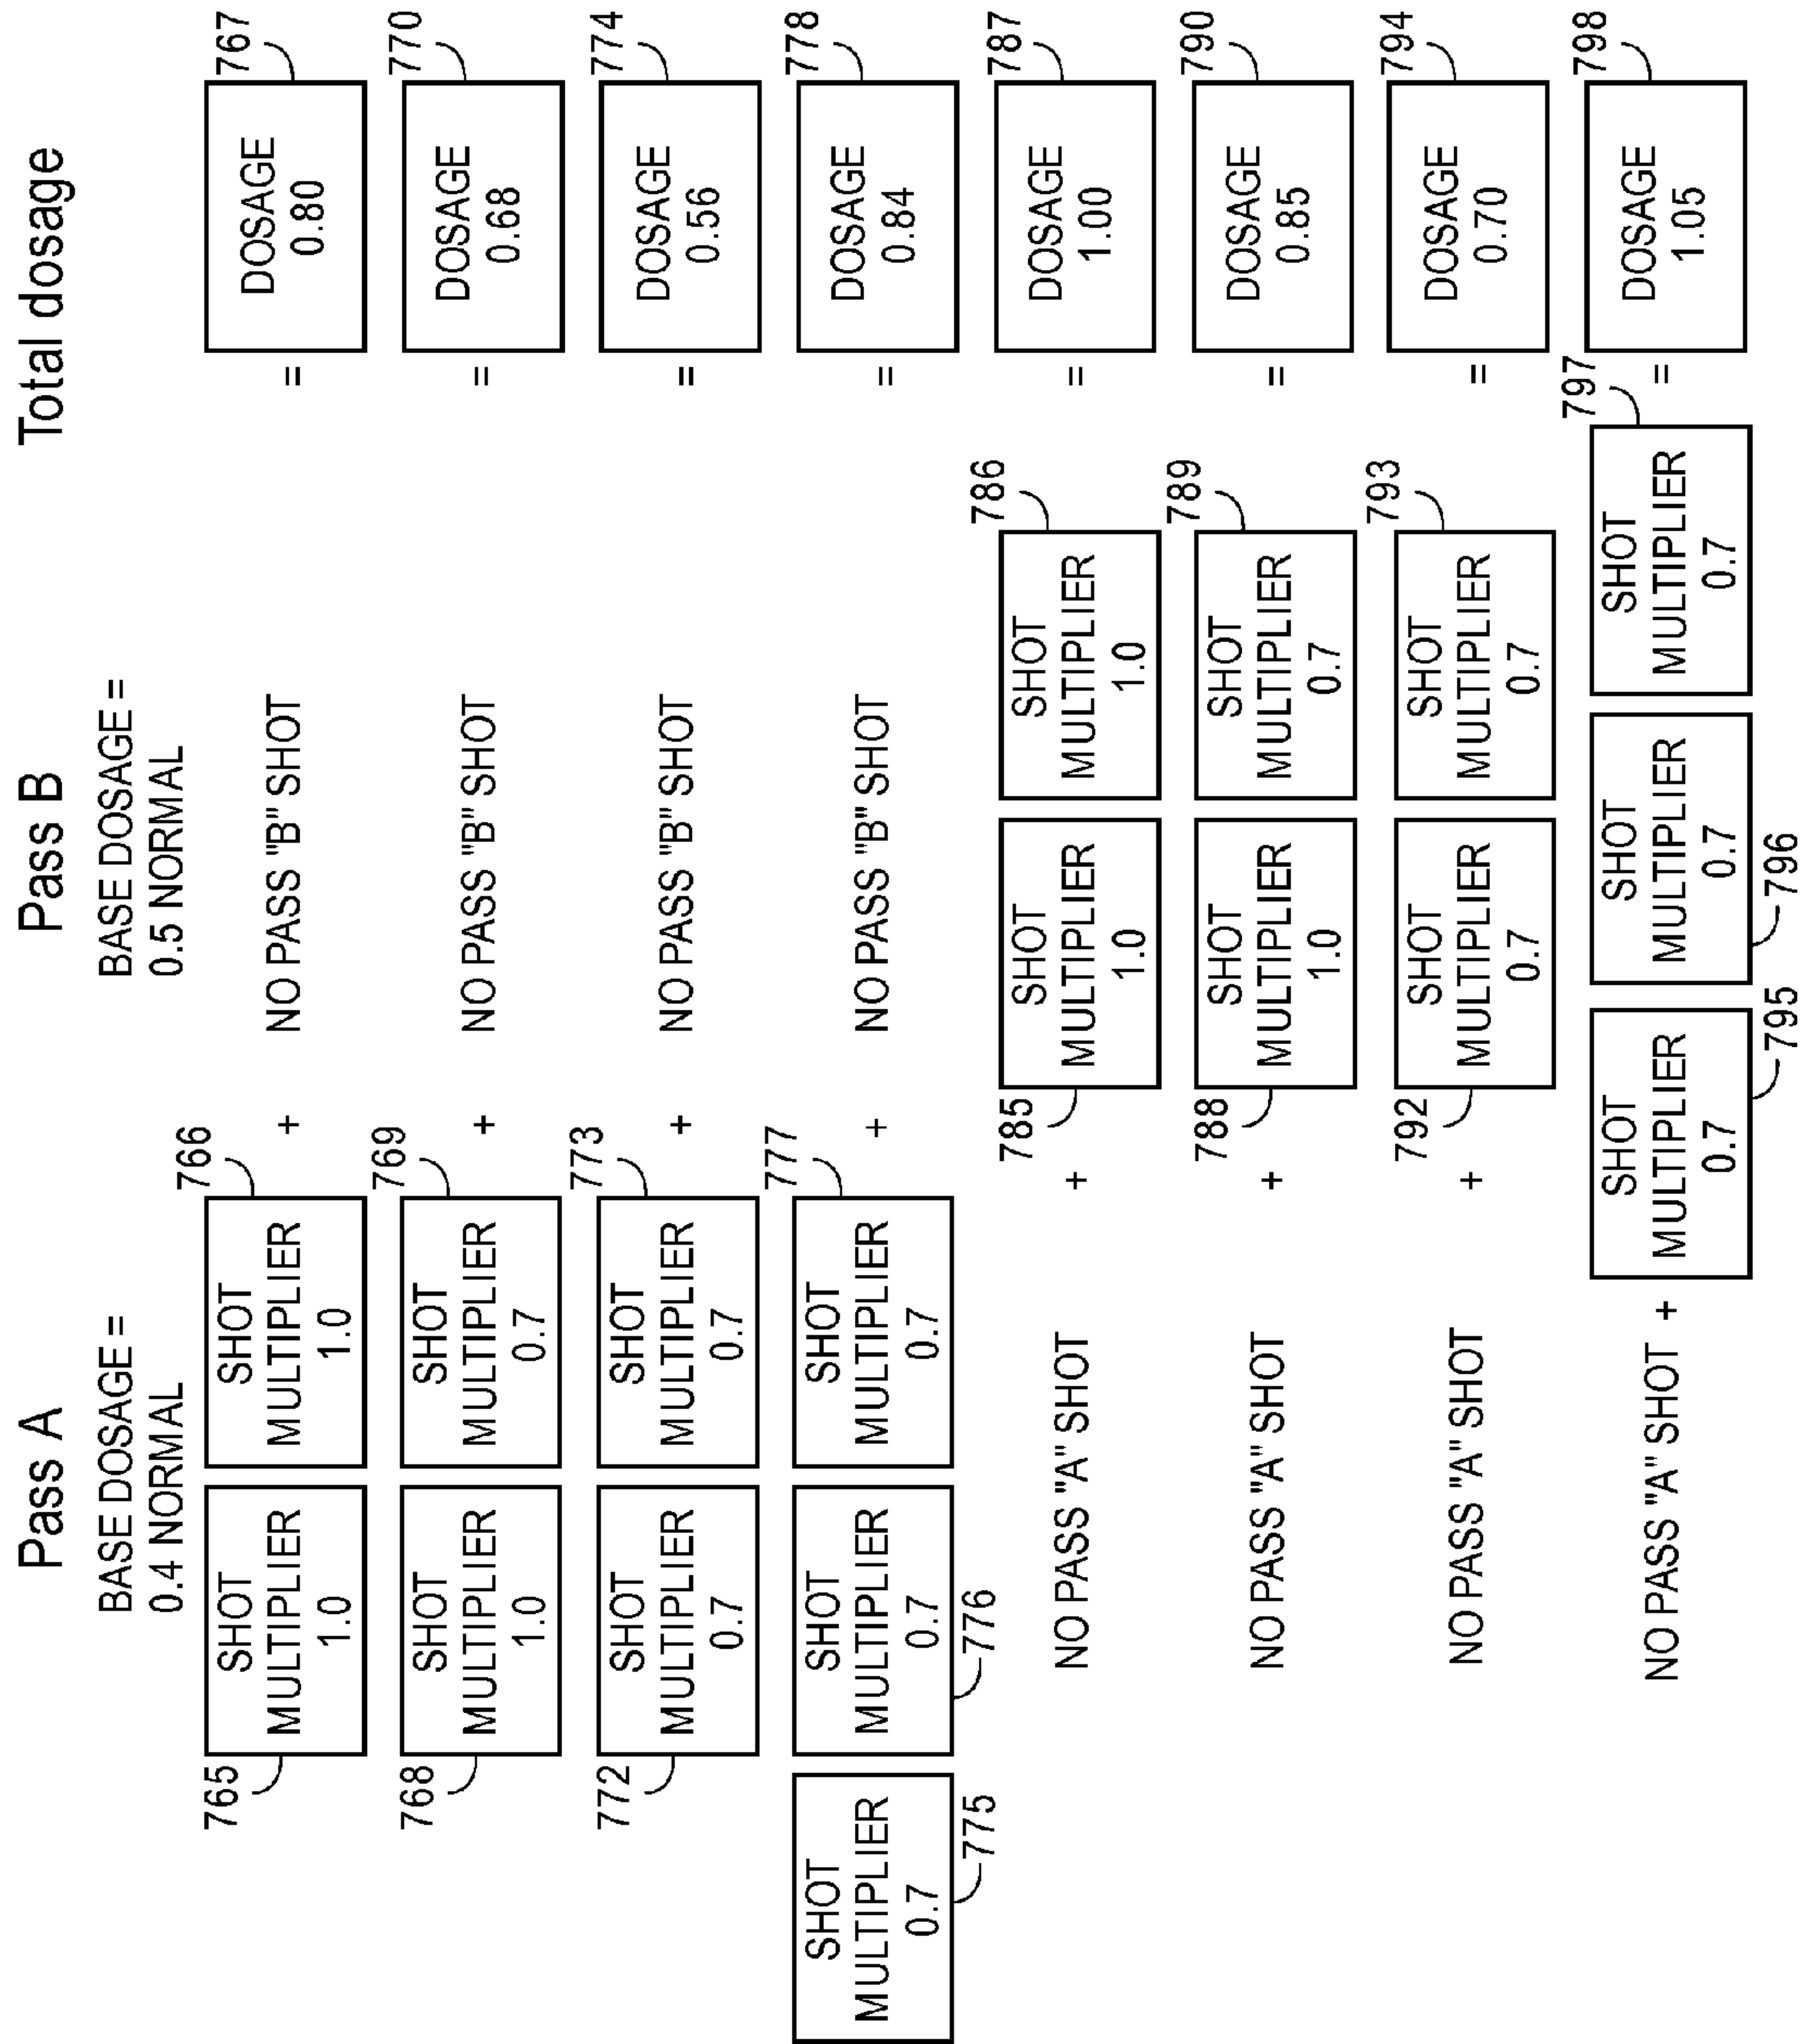 Pass A
Pass B
Total dosage
BASE DOSAGE =
0.4 NORMAL
BASE DOSAGE =
0.5 NORMAL
765
SHOT
MULTIPLIER
1.0
SHOT
MULTIPLIER
1.0
766
+
NO PASS "B" SHOT
=
DOSAGE
0.80
767
768
SHOT
MULTIPLIER
1.0
SHOT
MULTIPLIER
0.7
769
+
NO PASS "B" SHOT
=
DOSAGE
0.68
770
772
SHOT
MULTIPLIER
0.7
SHOT
MULTIPLIER
0.7
773
+
NO PASS "B" SHOT
=
DOSAGE
0.56
774
SHOT
MULTIPLIER
0.7
775
SHOT
MULTIPLIER
0.7
776
SHOT
MULTIPLIER
0.7
777
+
NO PASS "B" SHOT
=
DOSAGE
0.84
778
NO PASS "A" SHOT
+
785
SHOT
MULTIPLIER
1.0
SHOT
MULTIPLIER
1.0
786
=
DOSAGE
1.00
787
NO PASS "A" SHOT
+
788
SHOT
MULTIPLIER
1.0
SHOT
MULTIPLIER
0.7
789
=
DOSAGE
0.85
790
NO PASS "A" SHOT
+
792
SHOT
MULTIPLIER
0.7
SHOT
MULTIPLIER
0.7
793
=
DOSAGE
0.70
794
NO PASS "A" SHOT +
SHOT
MULTIPLIER
0.7
795
SHOT
MULTIPLIER
0.7
796
SHOT
MULTIPLIER
0.7
797
=
DOSAGE
1.05
798